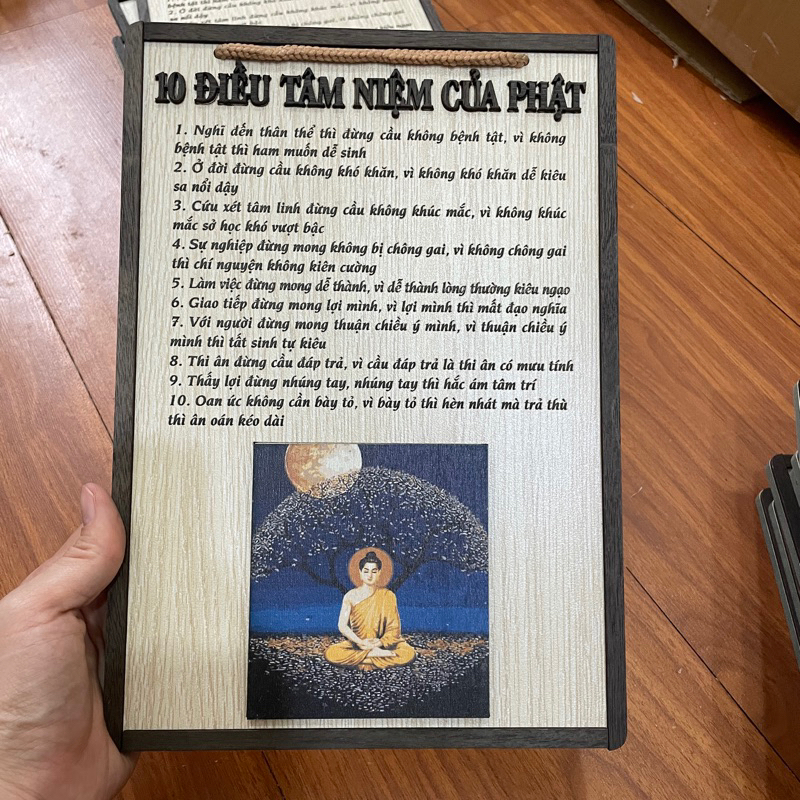 10 ĐIỀU TÂM NIỆM CỦA PHẬT
1. Nghĩ đến thân thể thì đừng cầu không bệnh tật, vì không
bệnh tật thì ham muốn dễ sinh
2. Ở đời đừng cầu không khó khăn, vì không khó khăn dễ kiêu
sa nổi dậy
3. Cứu xét tâm linh đừng cầu không khúc mắc, vì không khúc
mắc sở học khó vượt bậc
4. Sự nghiệp đừng mong không bị chông gai, vì không chông gai
thì chí nguyện không kiên cường
5. Làm việc đừng mong dễ thành, vì dễ thành lòng thường kiêu ngạo
6. Giao tiếp đừng mong lợi mình, vì lợi mình thì mất đạo nghĩa
7. Với người đừng mong thuận chiều ý mình, vì thuận chiều ý
mình thì tất sinh tự kiêu
8. Thi ân đừng cầu đáp trả, vì cầu đáp trả là thi ân có mưu tính
9. Thấy lợi đừng nhúng tay, nhúng tay thì hắc ám tâm trí
10. Oan ức không cần bày tỏ, vì bày tỏ thì hèn nhát mà trả thù
thì ân oán kéo dài